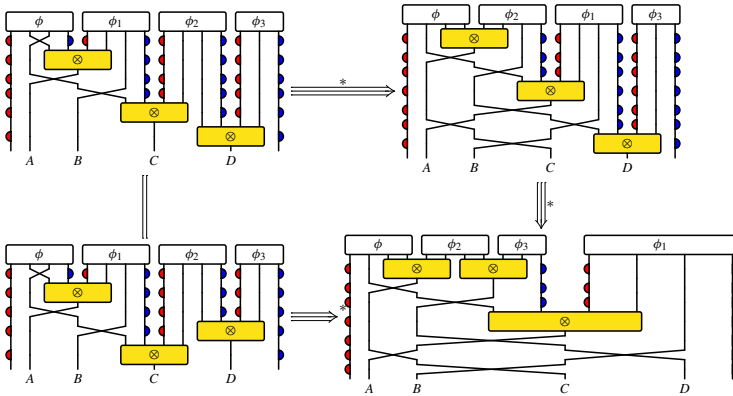 ϕ ϕ₁ ϕ₂ ϕ₃ ϕ ϕ₂ ϕ₁ ϕ₃
⊗ ⊗
⊗ * ⊗
⊗ ⊗
A B C D A B C D
*
ϕ ϕ₁ ϕ₂ ϕ₃ ϕ ϕ₂ ϕ₃ ϕ₁
⊗ ⊗ ⊗
⊗ * ⊗
⊗
A B C D A B C D